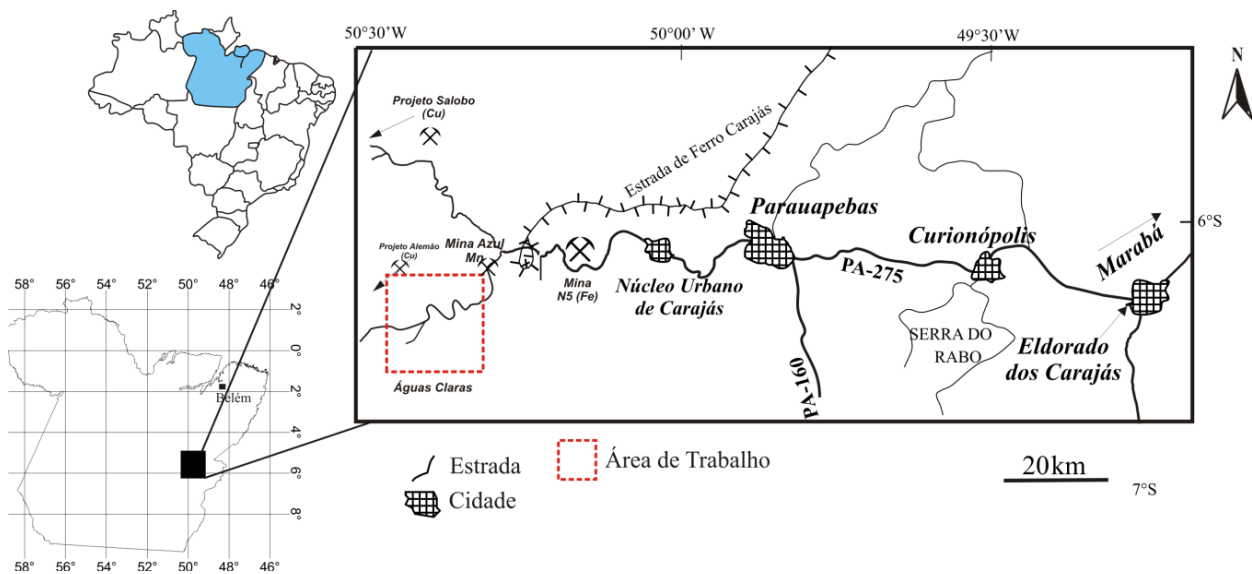 50°30'W
50°00'W
49°30'W
N
Projeto Salobo
(Cu)
Estrada de Ferro Carajás
Parauapebas
6°S
Mina Azul
Mn
Projeto Alemão
(Cu)
Curionópolis
Marabá
PA-275
Mina
N5 (Fe)
Núcleo Urbano
de Carajás
SERRA DO
RABO
Eldorado
dos Carajás
PA-160
Águas Claras
2°
0°
2°
Belém
4°
6°
8°
58°
56°
54°
52°
50°
48°
46°
58°
56°
54°
52°
50°
48°
46°
Estrada
Cidade
Área de Trabalho
20km
7°S